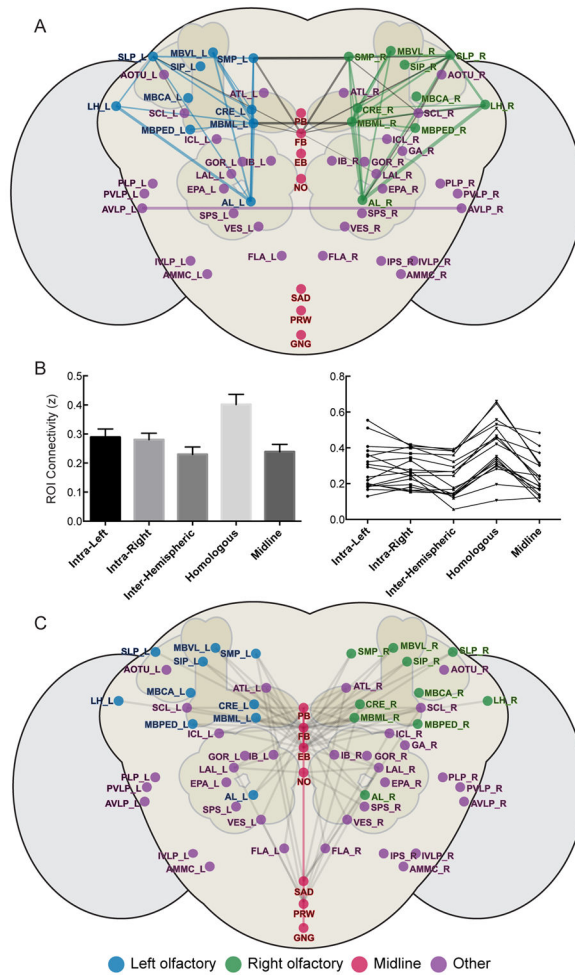 A
MBVL_L
MBVL_R
SLP_L
SMP_L
SMP_R
SLP_R
SIP_L
SIP_R
AOTU_L
AOTU_R
ATL_L
ATL_R
LH_L
MBCA_L
MBCA_R
LH_R
SCL_L
CRE_L
PB
CRE_R
SCL_R
MBPED_L
MBML_L
MBML_R
MBPED_R
ICL_L
FB
ICL_R
GA_R
GOR_L
IB_L
EB
IB_R
GOR_R
LAL_L
LAL_R
PLP_L
EPA_L
NO
EPA_R
PLP_R
PVLP_L
PVLP_R
AVLP_L
AL_L
AL_R
AVLP_R
SPS_L
SPS_R
VES_L
VES_R
IVLP_L
FLA_L
FLA_R
IPS_R
IVLP_R
AMMC_L
AMMC_R
SAD
PRW
GNG
B
ROI Connectivity (z)
0.5
0.4
0.3
0.2
0.1
0.0
Intra-Left
Intra-Right
Inter-Hemispheric
Homologous
Midline
0.8
0.6
0.4
0.2
0.0
Intra-Left
Intra-Right
Inter-Hemispheric
Homologous
Midline
C
MBVL_L
MBVL_R
SLP_L
SMP_L
SMP_R
SLP_R
SIP_L
SIP_R
AOTU_L
AOTU_R
ATL_L
ATL_R
LH_L
MBCA_L
MBCA_R
LH_R
SCL_L
CRE_L
PB
CRE_R
SCL_R
MBPED_L
MBML_L
MBML_R
MBPED_R
ICL_L
FB
ICL_R
GA_R
GOR_L
IB_L
EB
IB_R
GOR_R
LAL_L
LAL_R
PLP_L
EPA_L
NO
EPA_R
PLP_R
PVLP_L
PVLP_R
AVLP_L
AL_L
AL_R
AVLP_R
SPS_L
SPS_R
VES_L
VES_R
IVLP_L
FLA_L
FLA_R
IPS_R
IVLP_R
AMMC_L
AMMC_R
SAD
PRW
GNG
Left olfactory
Right olfactory
Midline
Other